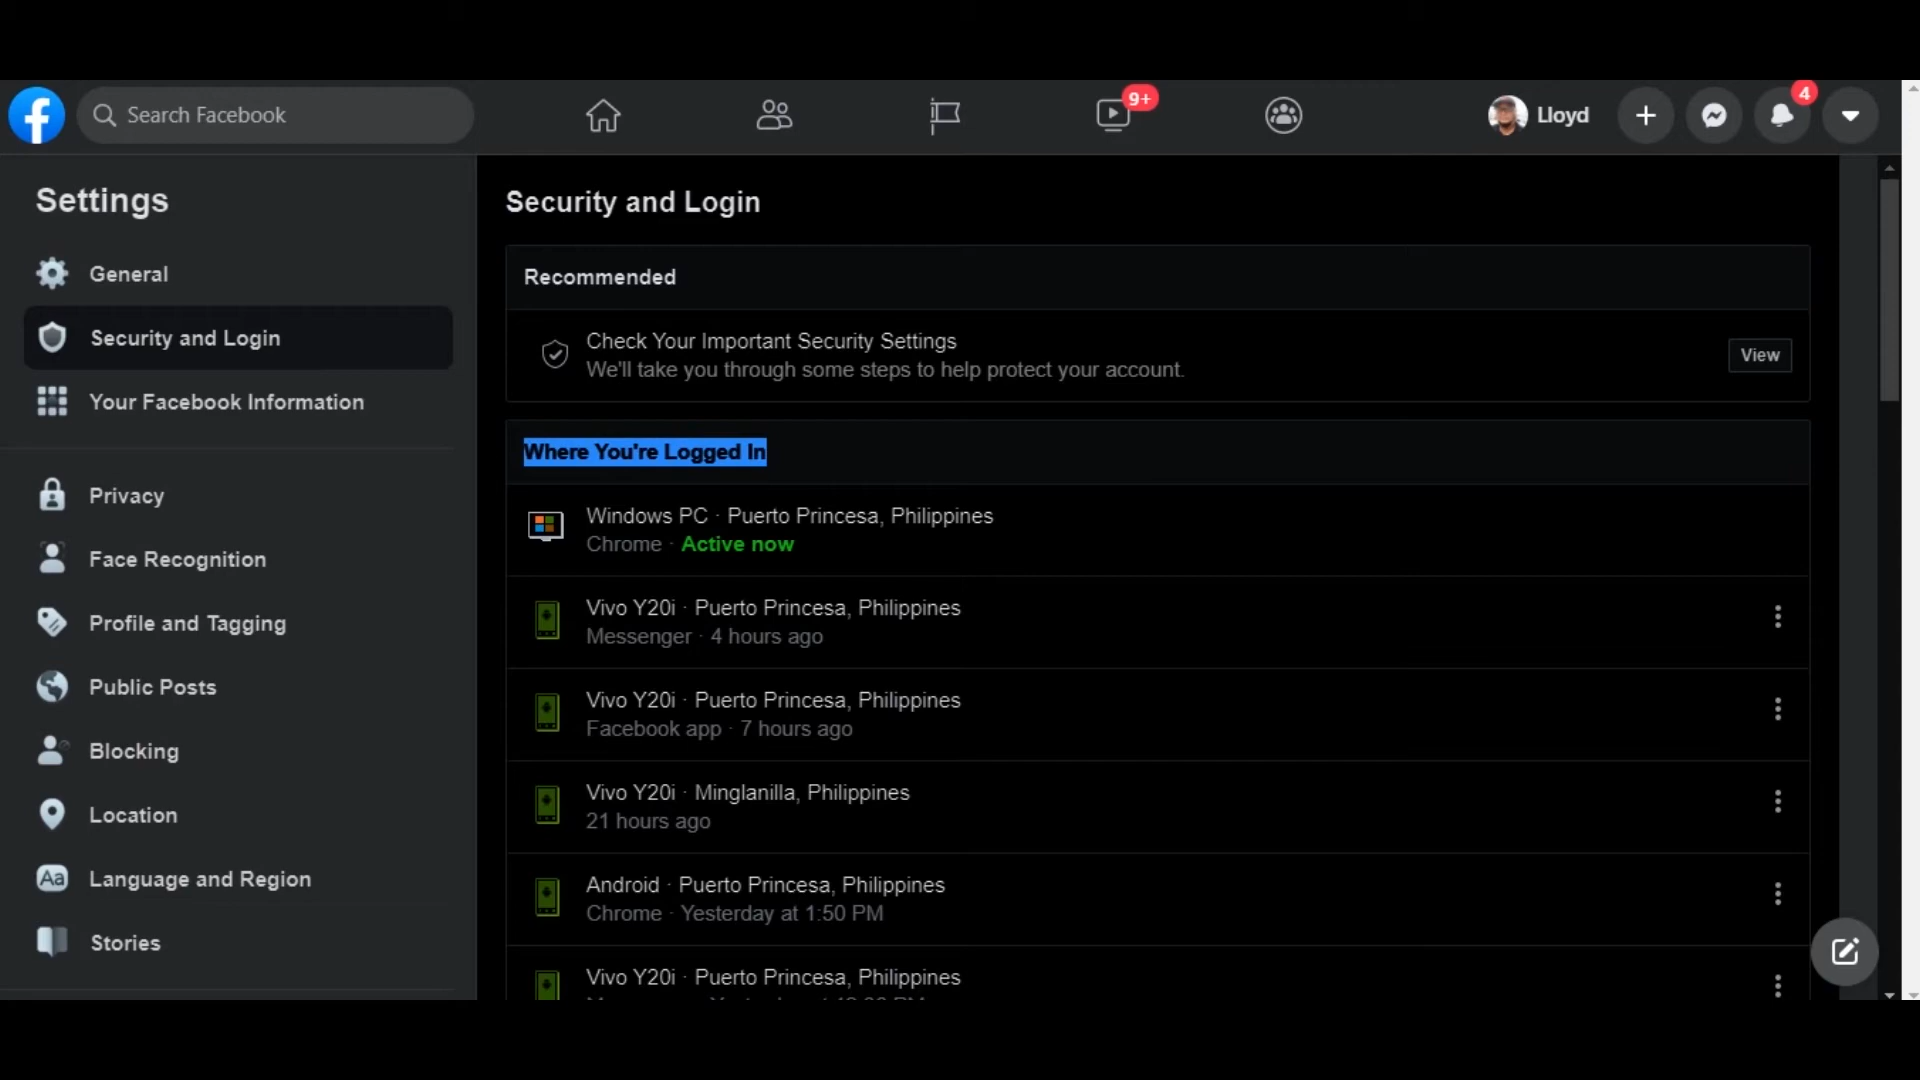 Search Facebook
9+
Lloyd
4
Settings
General
Security and Login
Your Facebook Information
Privacy
Face Recognition
Profile and Tagging
Public Posts
Blocking
Location
Aa
Language and Region
Stories
Security and Login
Recommended
Check Your Important Security Settings
We'll take you through some steps to help protect your account.
View
Where You're Logged In
Windows PC · Puerto Princesa, Philippines
Chrome · Active now
Vivo Y20i · Puerto Princesa, Philippines
Messenger · 4 hours ago
Vivo Y20i · Puerto Princesa, Philippines
Facebook app · 7 hours ago
Vivo Y20i · Minglanilla, Philippines
21 hours ago
Android · Puerto Princesa, Philippines
Chrome · Yesterday at 1:50 PM
Vivo Y20i · Puerto Princesa, Philippines